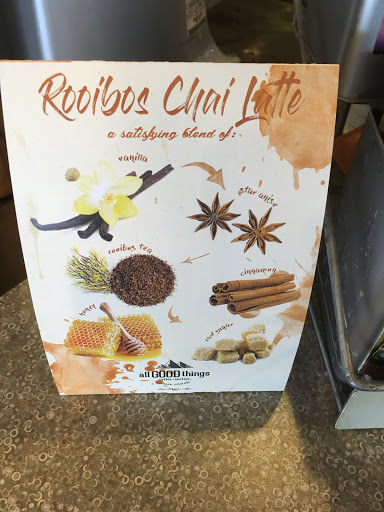 Rooibos Chai Latte
a satisfying blend of:
vanilla
star anise
rooibos tea
cinnamon
honey
raw sugar
all GOOD things